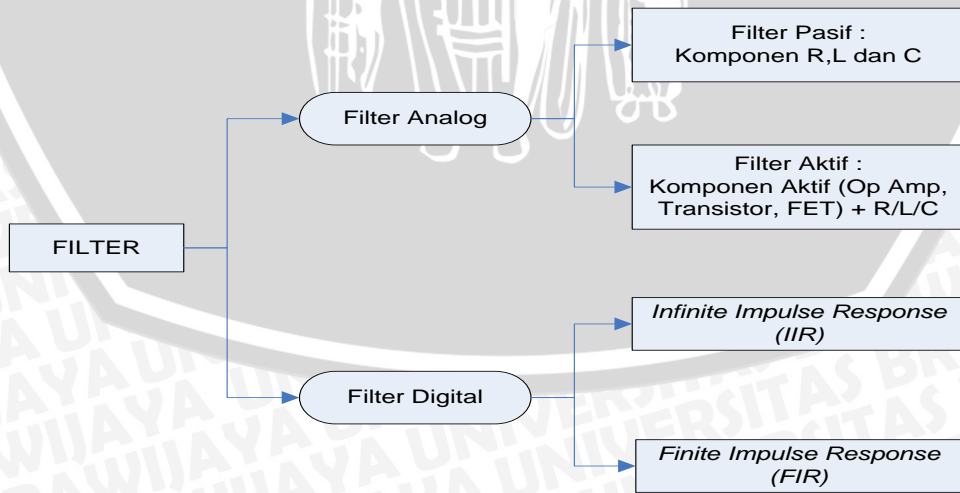 Filter Pasif :
Komponen R,L dan C
Filter Analog
Filter Aktif :
Komponen Aktif (Op Amp,
Transistor, FET) + R/L/C
FILTER
Infinite Impulse Response
(IIR)
Filter Digital
Finite Impulse Response
(FIR)